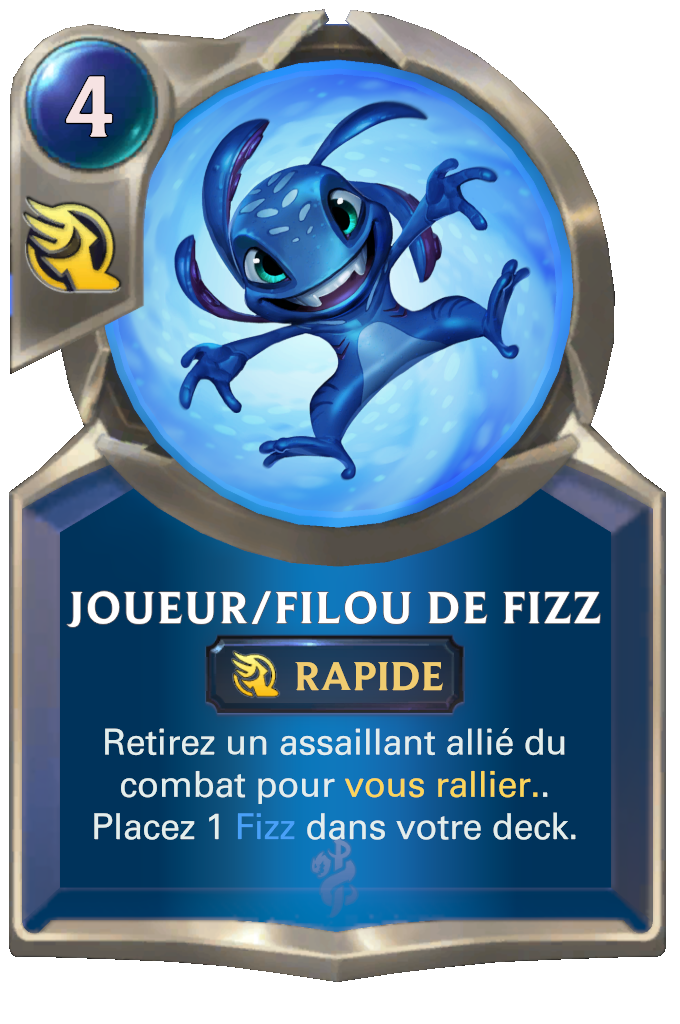 4
JOUEUR/FILOU DE FIZZ
RAPIDE
Retirez un assaillant allié du
combat pour vous rallier..
Placez 1 Fizz dans votre deck.